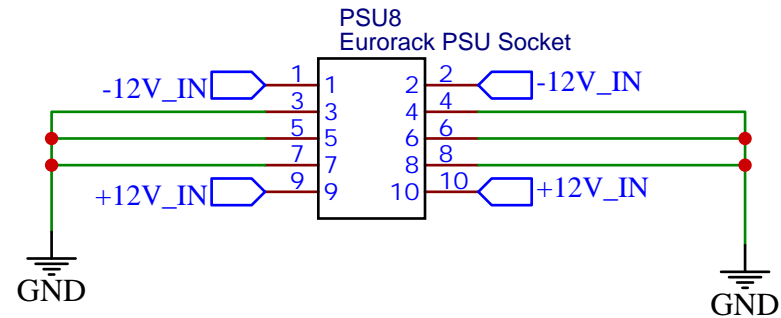 PSU8
Eurorack PSU Socket
-12V_IN 1 1 2 2 -12V_IN
3 3 4 4
5 5 6 6
7 7 8 8
+12V_IN 9 9 10 10 +12V_IN
GND GND